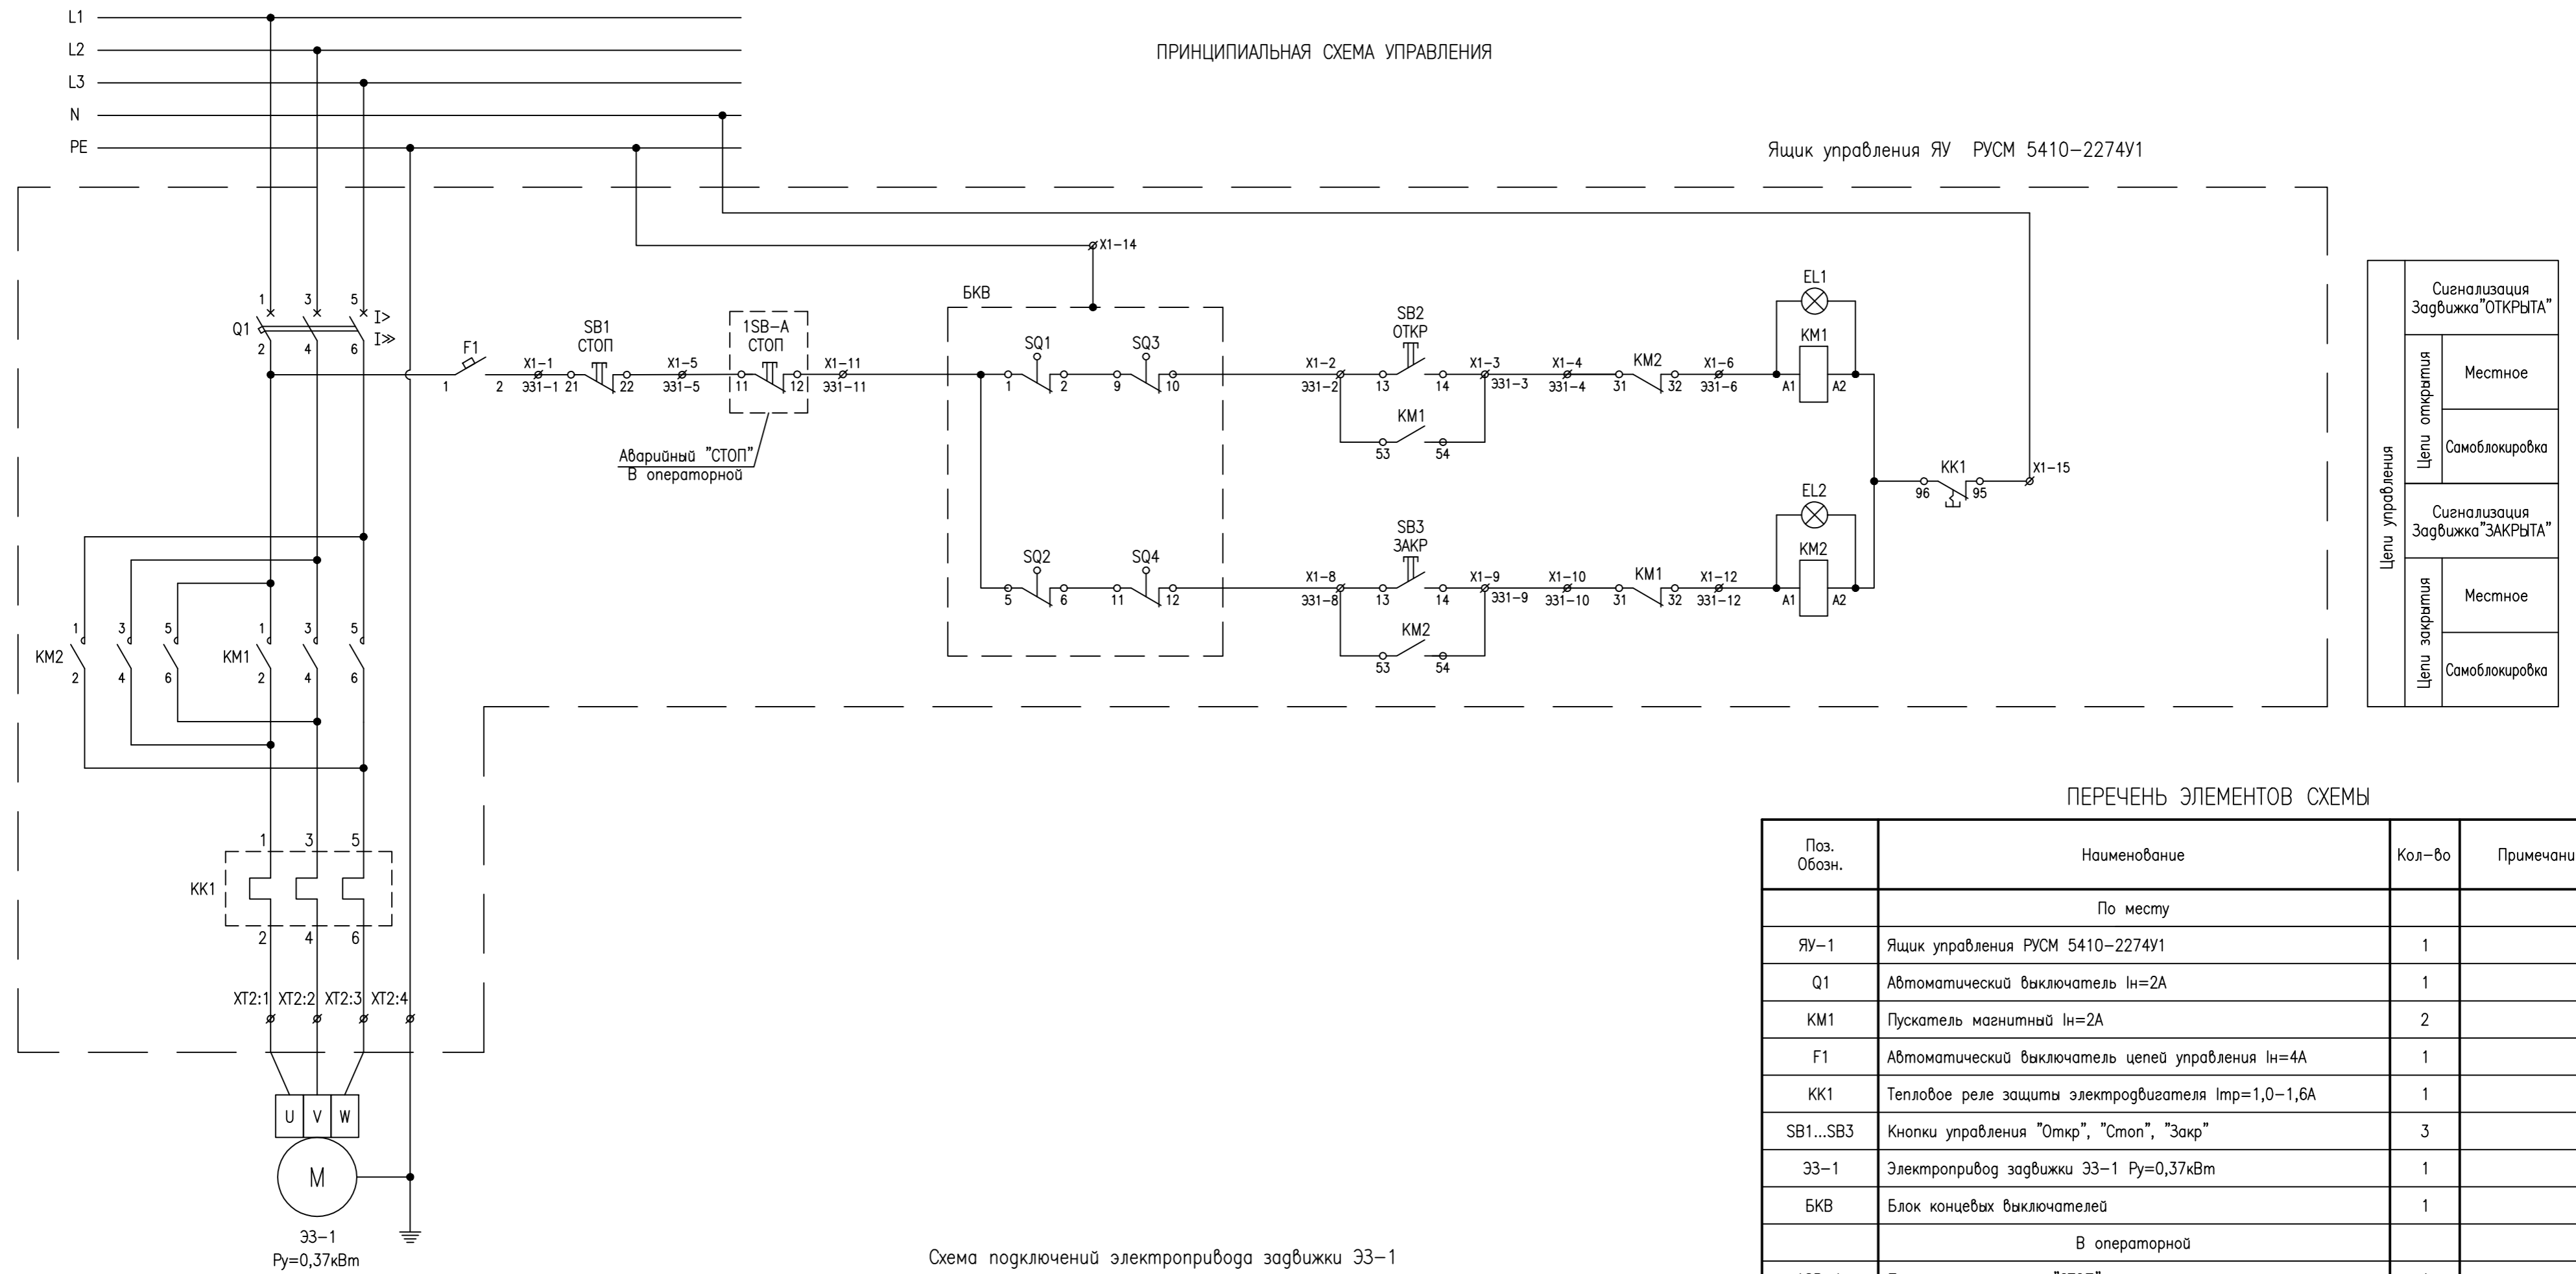 L1
L2
L3
N
PE
ПРИНЦИПИАЛЬНАЯ СХЕМА УПРАВЛЕНИЯ
Ящик управления ЯУ РУСМ 5410-2274У1
X1-14
1 3 5 I>
Q1 I>>
2 4 6
F1
1 2
X1-1
ЭЗ1-1
SB1
СТОП
21 22
X1-5
ЭЗ1-5
1SB-A
СТОП
11 12
X1-11
ЭЗ1-11
Аварийный "СТОП"
В операторной
БКВ
SQ1 SQ3
1 2 9 10
SQ2 SQ4
5 6 11 12
X1-2
ЭЗ1-2
SB2
ОТКР
13 14
X1-3
ЭЗ1-3
KM1
53 54
X1-4
ЭЗ1-4
KM2
31 32
X1-6
ЭЗ1-6
EL1
KM1
A1 A2
KK1
96 95
X1-15
X1-8
ЭЗ1-8
SB3
ЗАКР
13 14
X1-9
ЭЗ1-9
KM2
53 54
X1-10
ЭЗ1-10
KM1
31 32
X1-12
ЭЗ1-12
EL2
KM2
A1 A2
1 3 5 1 3 5
KM2 KM1
2 4 6 2 4 6
1 3 5
KK1
2 4 6
XT2:1 XT2:2 XT2:3 XT2:4
U V W
M
ЭЗ-1
Ру=0,37кВт
Цепи управления
Сигнализация
Задвижка"ОТКРЫТА"
Цепи открытия
Местное
Самоблокировка
Сигнализация
Задвижка"ЗАКРЫТА"
Цепи закрытия
Местное
Самоблокировка
Схема подключений электропривода задвижки ЭЗ-1
ПЕРЕЧЕНЬ ЭЛЕМЕНТОВ СХЕМЫ
Поз.
Обозн.
Наименование Кол-во Примечани
По месту
ЯУ-1 Ящик управления РУСМ 5410-2274У1 1
Q1 Автоматический выключатель Iн=2А 1
KM1 Пускатель магнитный Iн=2А 2
F1 Автоматический выключатель цепей управления Iн=4А 1
KK1 Тепловое реле защиты электродвигателя Iтр=1,0-1,6А 1
SB1...SB3 Кнопки управления "Откр", "Стоп", "Закр" 3
ЭЗ-1 Электропривод задвижки ЭЗ-1 Ру=0,37кВт 1
БКВ Блок концевых выключателей 1
В операторной